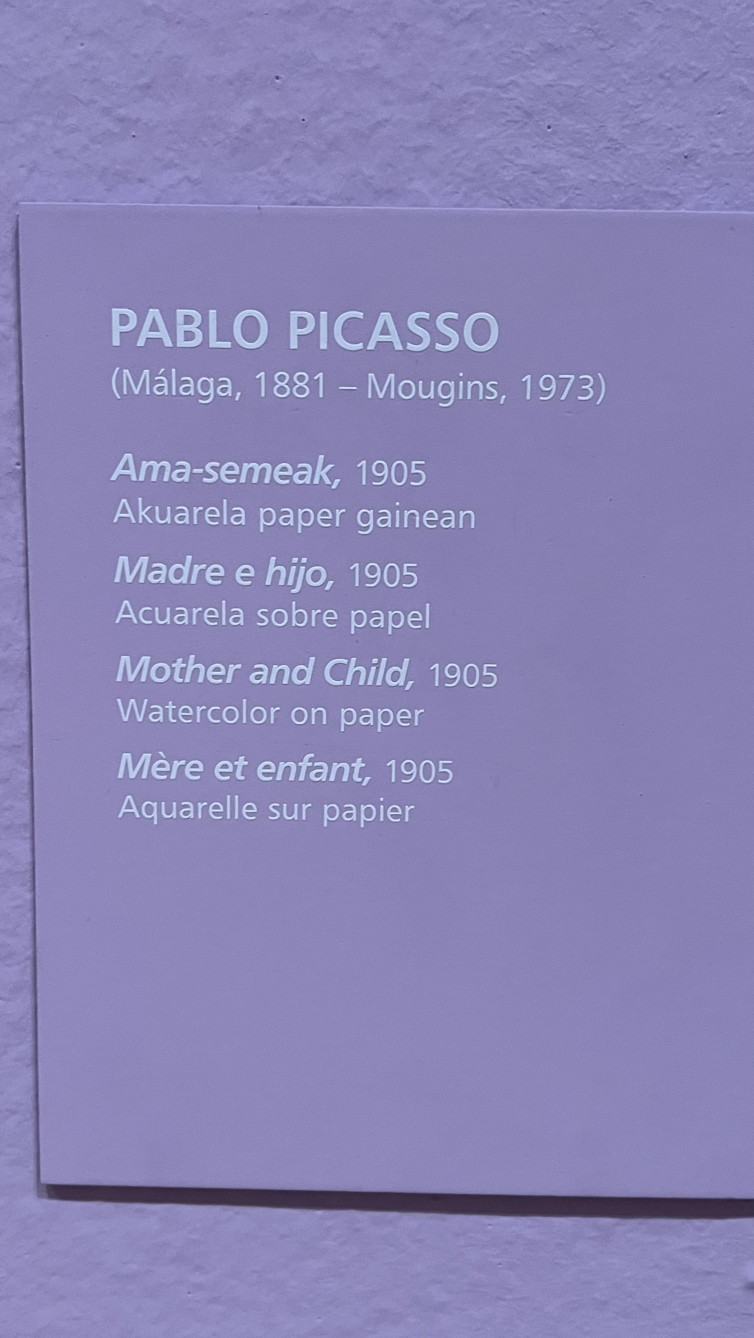 PABLO PICASSO
(Málaga, 1881 – Mougins, 1973)
Ama-semeak, 1905
Akuarela paper gainean
Madre e hijo, 1905
Acuarela sobre papel
Mother and Child, 1905
Watercolor on paper
Mère et enfant, 1905
Aquarelle sur papier